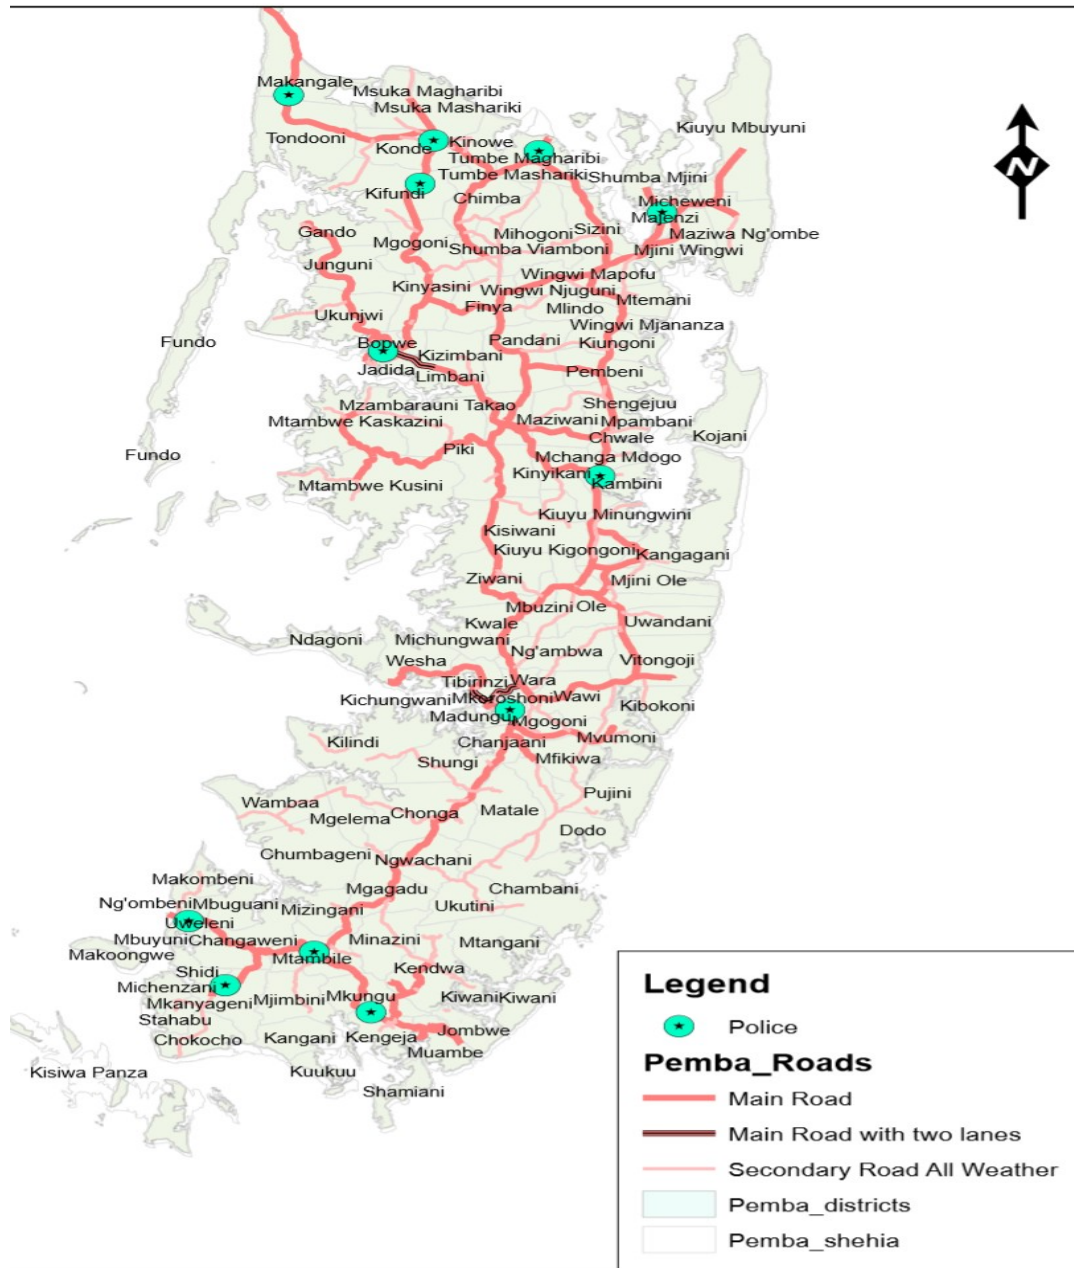 Makangale
Msuka Magharibi
Msuka Mashariki
Kiuyu Mbuyuni
Tondooni
Konde
Kinowe
Tumbe Magharibi
Tumbe Mashariki
Shumba Mjini
Kifundi
Chimba
Micheweni
Majenzi
Gando
Mgogoni
Mihogoni
Sizini
Maziwa Ng'ombe
Shumba Viamboni
Mjini Wingwi
Junguni
Wingwi Mapofu
Kinyasini
Wingwi Njuguni
Mtemani
Ukunjwi
Finya
Mlindo
Wingwi Mjananza
Fundo
Bopwe
Kizimbani
Pandani
Kiungoni
Jadida
Limbani
Pembeni
Mzambarauni Takao
Shengejuu
Mtambwe Kaskazini
Maziwani
Mpambani
Chwale
Kojani
Fundo
Piki
Mchanga Mdogo
Kinyikani
Kambini
Mtambwe Kusini
Kiuyu Minungwini
Kisiwani
Kiuyu Kigongoni
Kangagani
Ziwani
Mjini Ole
Mbuzini
Ole
Kwale
Uwandani
Ndagoni
Michungwani
Ng'ambwa
Wesha
Vitongoji
Tibirinzi
Wara
Kichungwani
Mkoroshoni
Wawi
Kibokoni
Madungu
Mgogoni
Kilindi
Chanjaani
Mvumoni
Shungi
Mfikiwa
Wambaa
Pujini
Mgelema
Chonga
Matale
Dodo
Chumbageni
Ngwachani
Makombeni
Mgagadu
Chambani
Ng'ombeni
Mbuguani
Mizingani
Ukutini
Uweleni
Mbuyuni
Changaweni
Minazini
Mtangani
Makoongwe
Mtambile
Shidi
Kendwa
Michenzani
Mkanyageni
Mjimbini
Mkungu
Kiwani
Kiwani
Stahabu
Chokocho
Kangani
Kengeja
Jombwe
Muambe
Kisiwa Panza
Kuukuu
Shamiani
N
Legend
Police
Pemba_Roads
Main Road
Main Road with two lanes
Secondary Road All Weather
Pemba_districts
Pemba_shehia